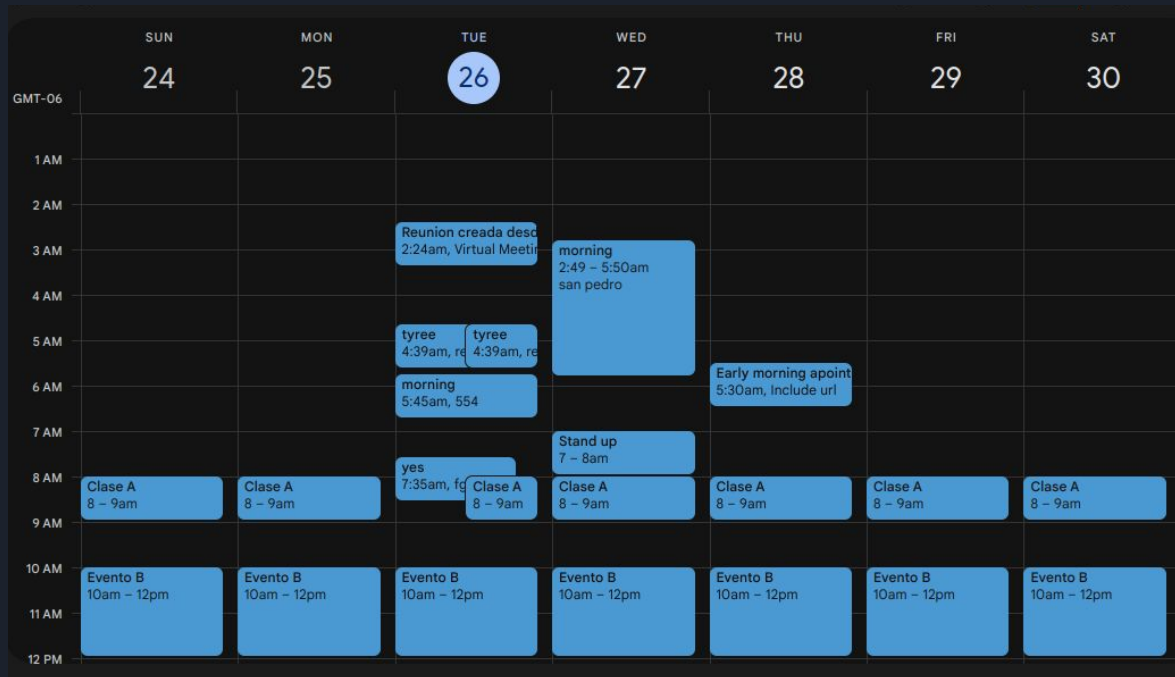 SUN MON TUE WED THU FRI SAT
24 25 26 27 28 29 30
GMT-06
1 AM
2 AM
Reunion creada desd
2:24am, Virtual Meetin
3 AM
morning
2:49 – 5:50am
san pedro
4 AM
tyree
4:39am, re
tyree
4:39am, re
5 AM
Early morning apoint
5:30am, Include url
morning
5:45am, 554
6 AM
7 AM
Stand up
7 – 8am
yes
7:35am, fg
8 AM
Clase A
8 – 9am
Clase A
8 – 9am
Clase A
8 – 9am
Clase A
8 – 9am
Clase A
8 – 9am
Clase A
8 – 9am
Clase A
8 – 9am
9 AM
10 AM
Evento B
10am – 12pm
Evento B
10am – 12pm
Evento B
10am – 12pm
Evento B
10am – 12pm
Evento B
10am – 12pm
Evento B
10am – 12pm
Evento B
10am – 12pm
11 AM
12 PM